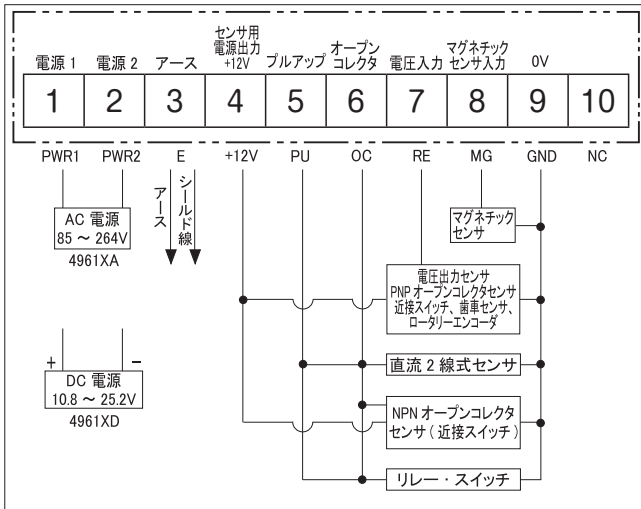 電源 1
電源 2
アース
センサ用
電源出力
+12V
プルアップ
オープン
コレクタ
電圧入力
マグネチック
センサ入力
0V
1 2 3 4 5 6 7 8 9 10
PWR1 PWR2 E +12V PU OC RE MG GND NC
アース
シールド線
AC 電源
85 ～ 264V
4961XA
マグネチック
センサ
電圧出力センサ
PNP オープンコレクタセンサ
近接スイッチ、歯車センサ、
ロータリーエンコーダ
+ −
DC 電源
10.8 ～ 25.2V
4961XD
直流 2 線式センサ
NPN オープンコレクタ
センサ ( 近接スイッチ )
リレー・スイッチ